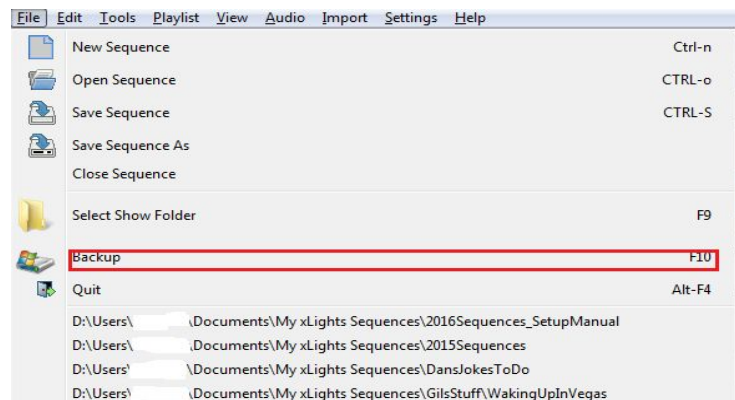 File Edit Tools Playlist View Audio Import Settings Help
New Sequence Ctrl-n
Open Sequence CTRL-o
Save Sequence CTRL-S
Save Sequence As
Close Sequence
Select Show Folder F9
Backup F10
Quit Alt-F4
D:\Users\ \Documents\My xLights Sequences\2016Sequences_SetupManual
D:\Users\ \Documents\My xLights Sequences\2015Sequences
D:\Users\ \Documents\My xLights Sequences\DansJokesToDo
D:\Users\ \Documents\My xLights Sequences\GilsStuff\WakingUpInVegas